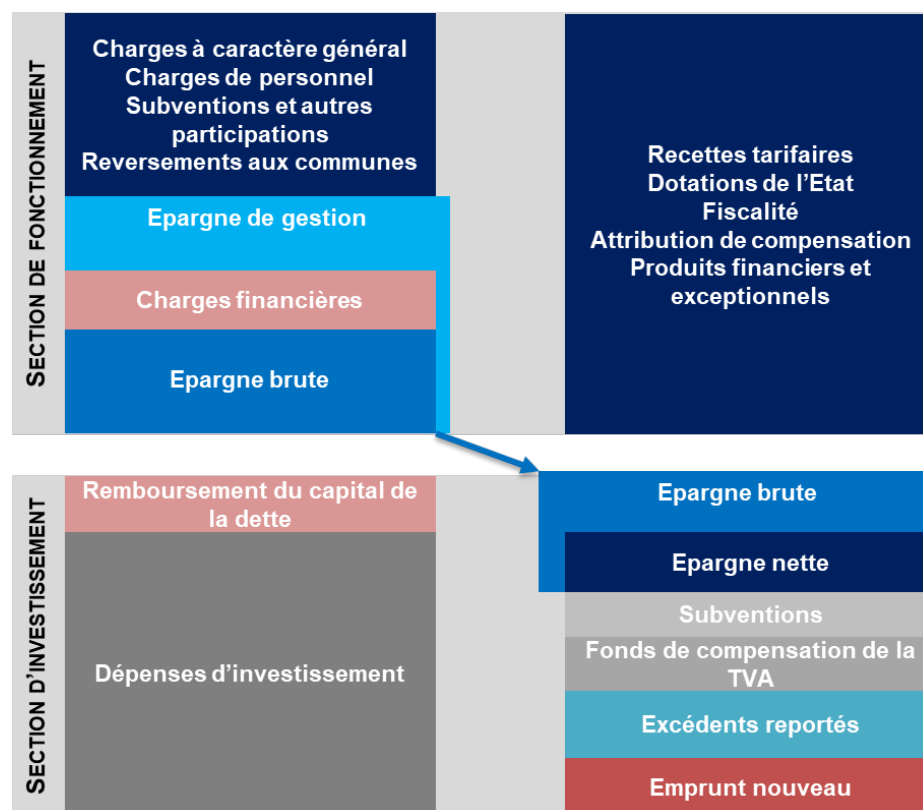 SECTION DE FONCTIONNEMENT
Charges à caractère général
Charges de personnel
Subventions et autres
participations
Reversements aux communes
Epargne de gestion
Charges financières
Epargne brute
Recettes tarifaires
Dotations de l'Etat
Fiscalité
Attribution de compensation
Produits financiers et
exceptionnels
SECTION D'INVESTISSEMENT
Remboursement du capital de
la dette
Dépenses d'investissement
Epargne brute
Epargne nette
Subventions
Fonds de compensation de la
TVA
Excédents reportés
Emprunt nouveau